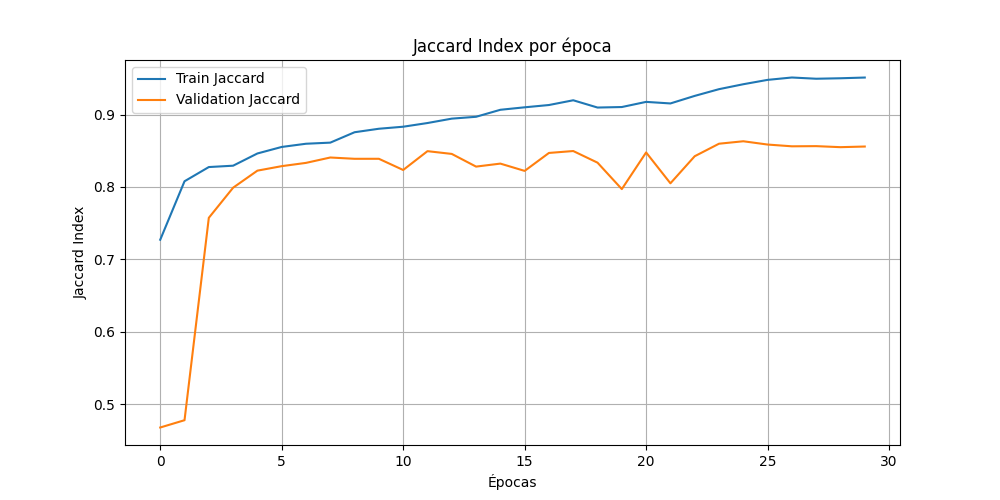 Jaccard Index por época
Train Jaccard
Validation Jaccard
Jaccard Index
0.9
0.8
0.7
0.6
0.5
0 5 10 15 20 25 30
Épocas